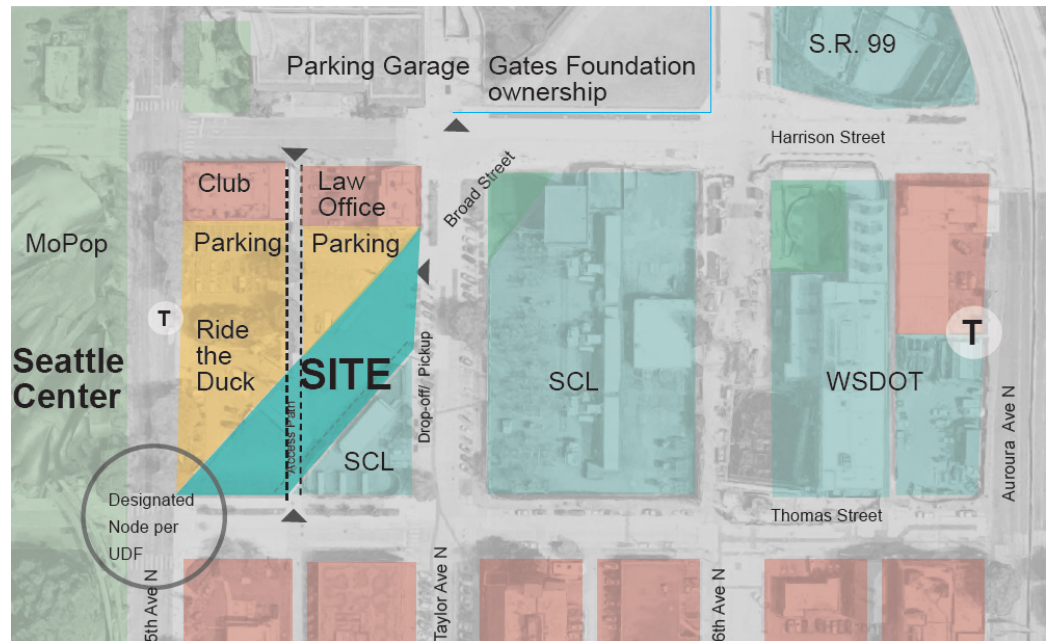 S.R. 99
Parking Garage
Gates Foundation
ownership
Harrison Street
Broad Street
Club
Law
Office
MoPop
Parking
Parking
T
Ride
the
Duck
Seattle
Center
SITE
Access Path
Drop-off/ Pickup
SCL
SCL
WSDOT
T
Auroura Ave N
Designated
Node per
UDF
Thomas Street
5th Ave N
Taylor Ave N
6th Ave N